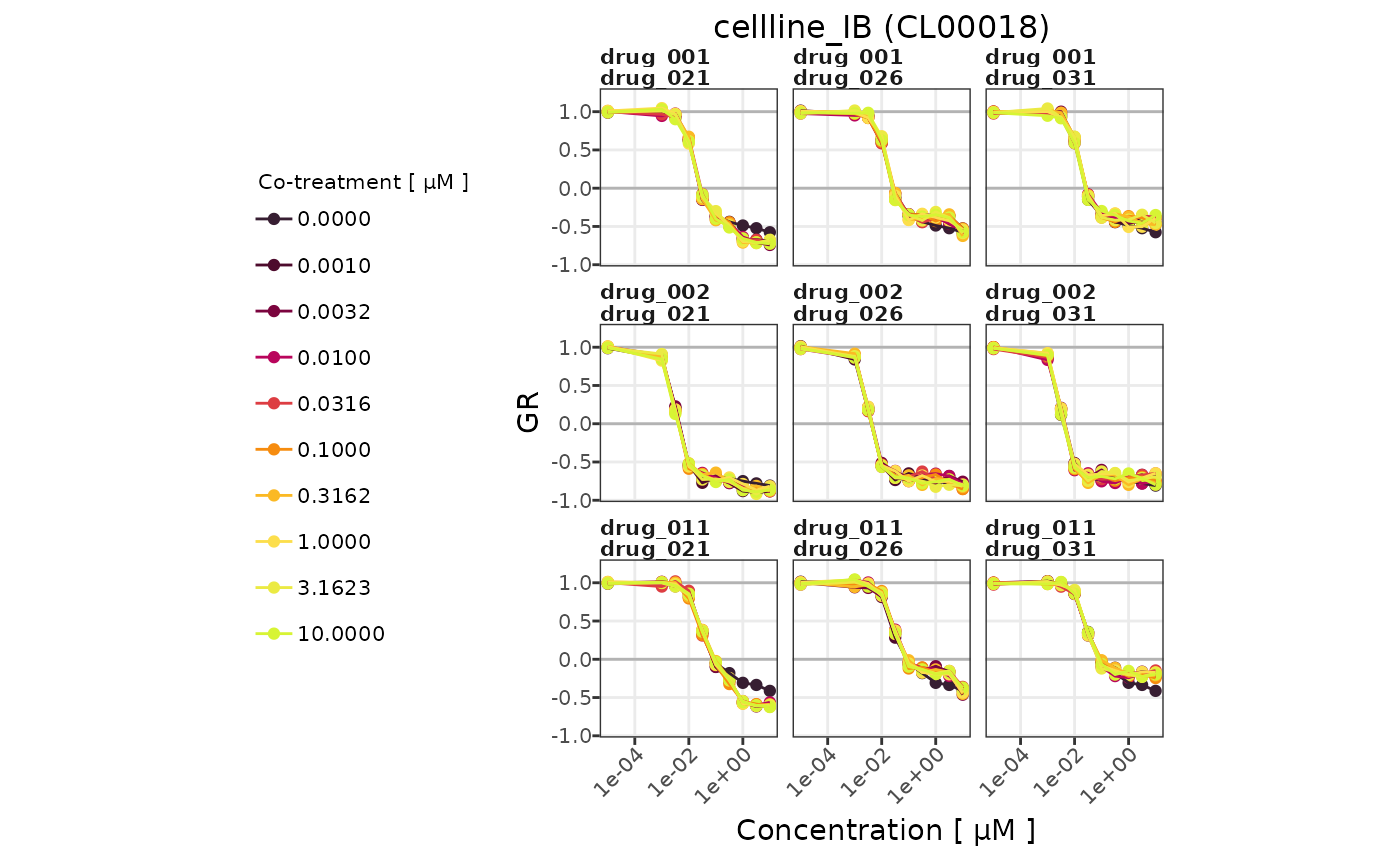 cellline_IB (CL00018)
Co-treatment [ µM ]
0.0000
0.0010
0.0032
0.0100
0.0316
0.1000
0.3162
1.0000
3.1623
10.0000
GR
drug_001 drug_001 drug_001
drug_021 drug_026 drug_031
1.0
0.5
0.0
-0.5
-1.0
drug_002 drug_002 drug_002
drug_021 drug_026 drug_031
1.0
0.5
0.0
-0.5
-1.0
drug_011 drug_011 drug_011
drug_021 drug_026 drug_031
1.0
0.5
0.0
-0.5
-1.0
1e-04 1e-02 1e+00 1e-04 1e-02 1e+00 1e-04 1e-02 1e+00
Concentration [ µM ]